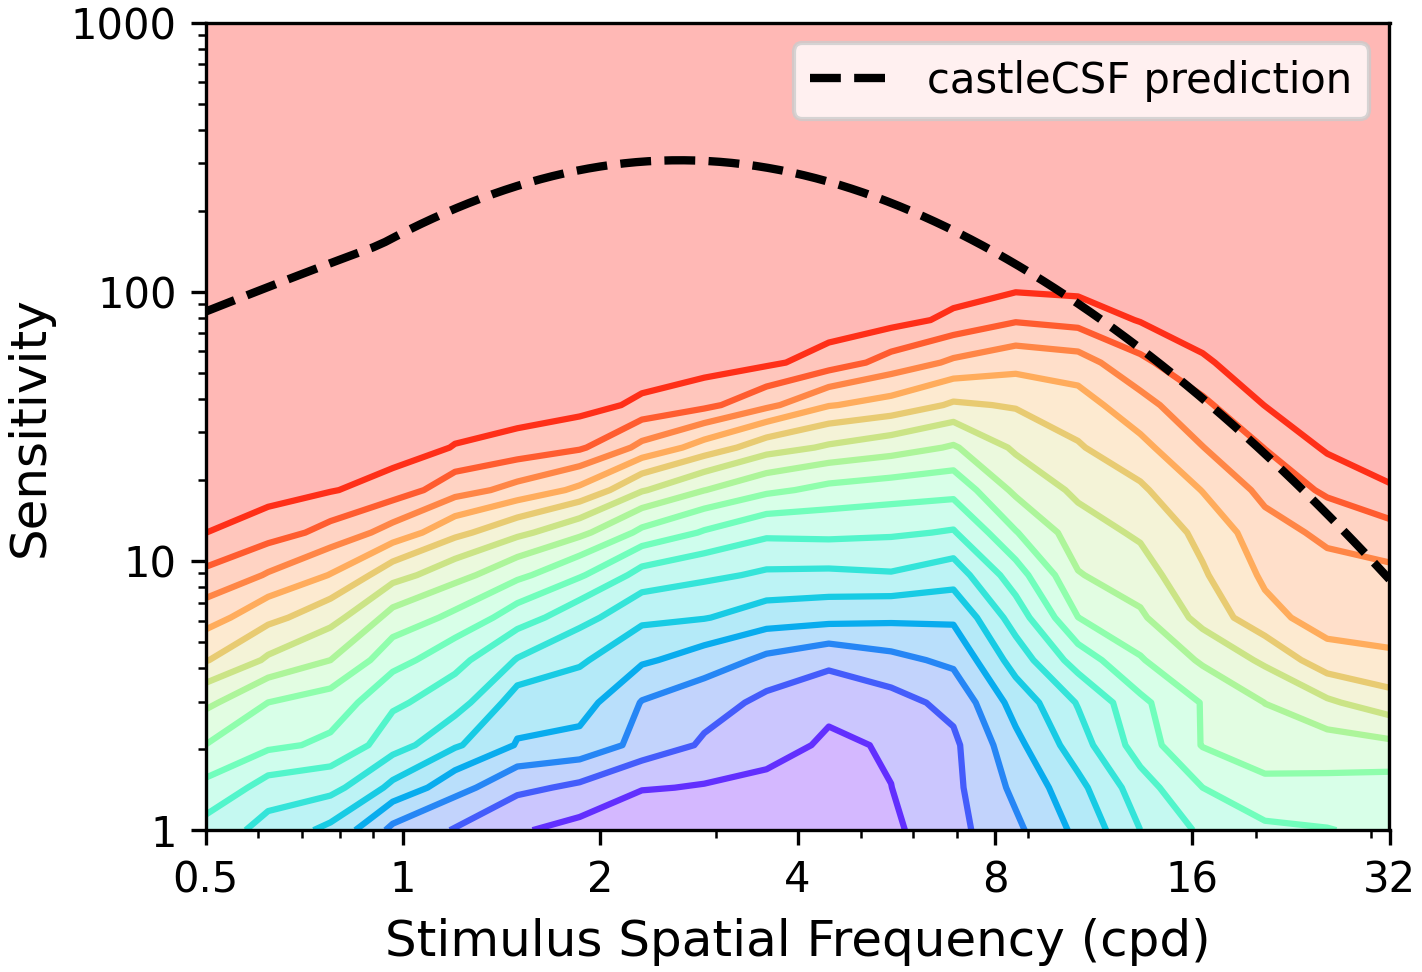 1000
100
10
1
Sensitivity
castleCSF prediction
0.5 1 2 4 8 16 32
Stimulus Spatial Frequency (cpd)